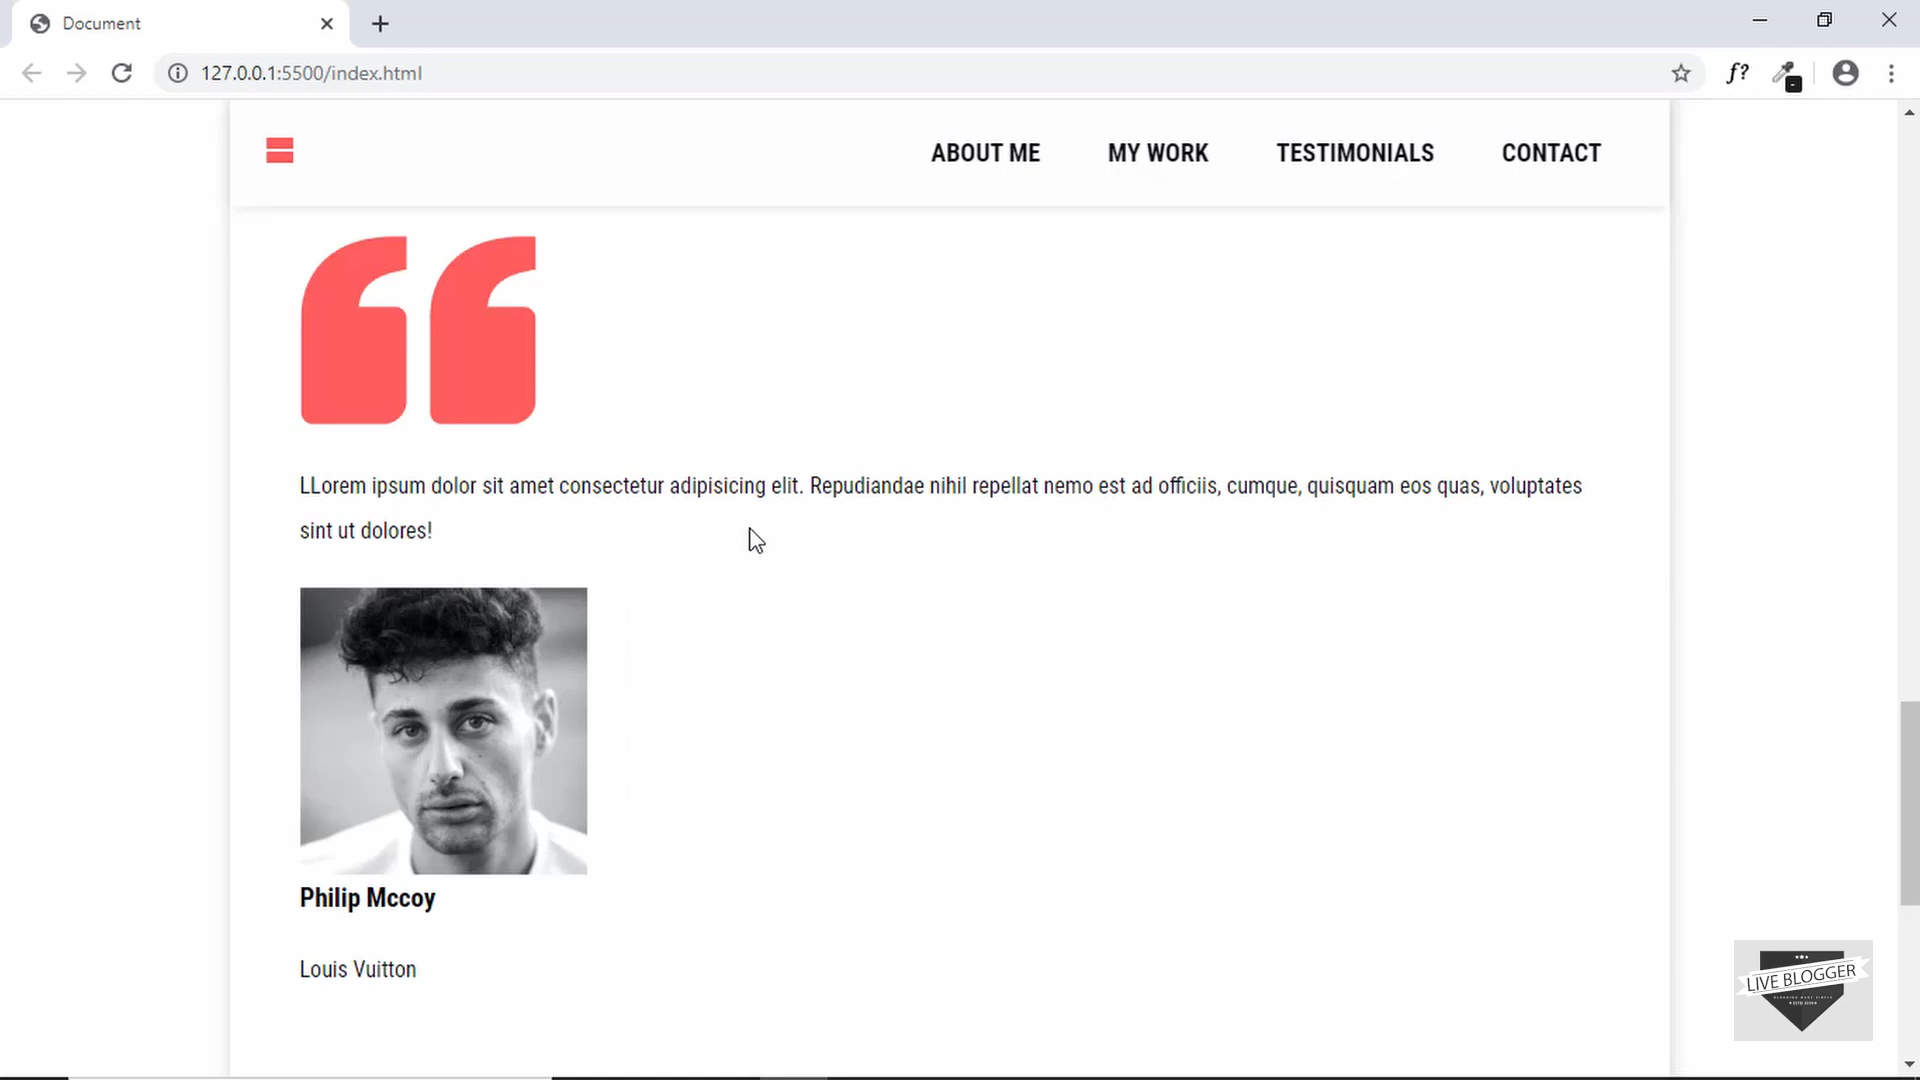 Document
127.0.0.1:5500/index.html
f?
ABOUT ME MY WORK TESTIMONIALS CONTACT
LLorem ipsum dolor sit amet consectetur adipisicing elit. Repudiandae nihil repellat nemo est ad officiis, cumque, quisquam eos quas, voluptates
sint ut dolores!
Philip Mccoy
Louis Vuitton
LIVE BLOGGER